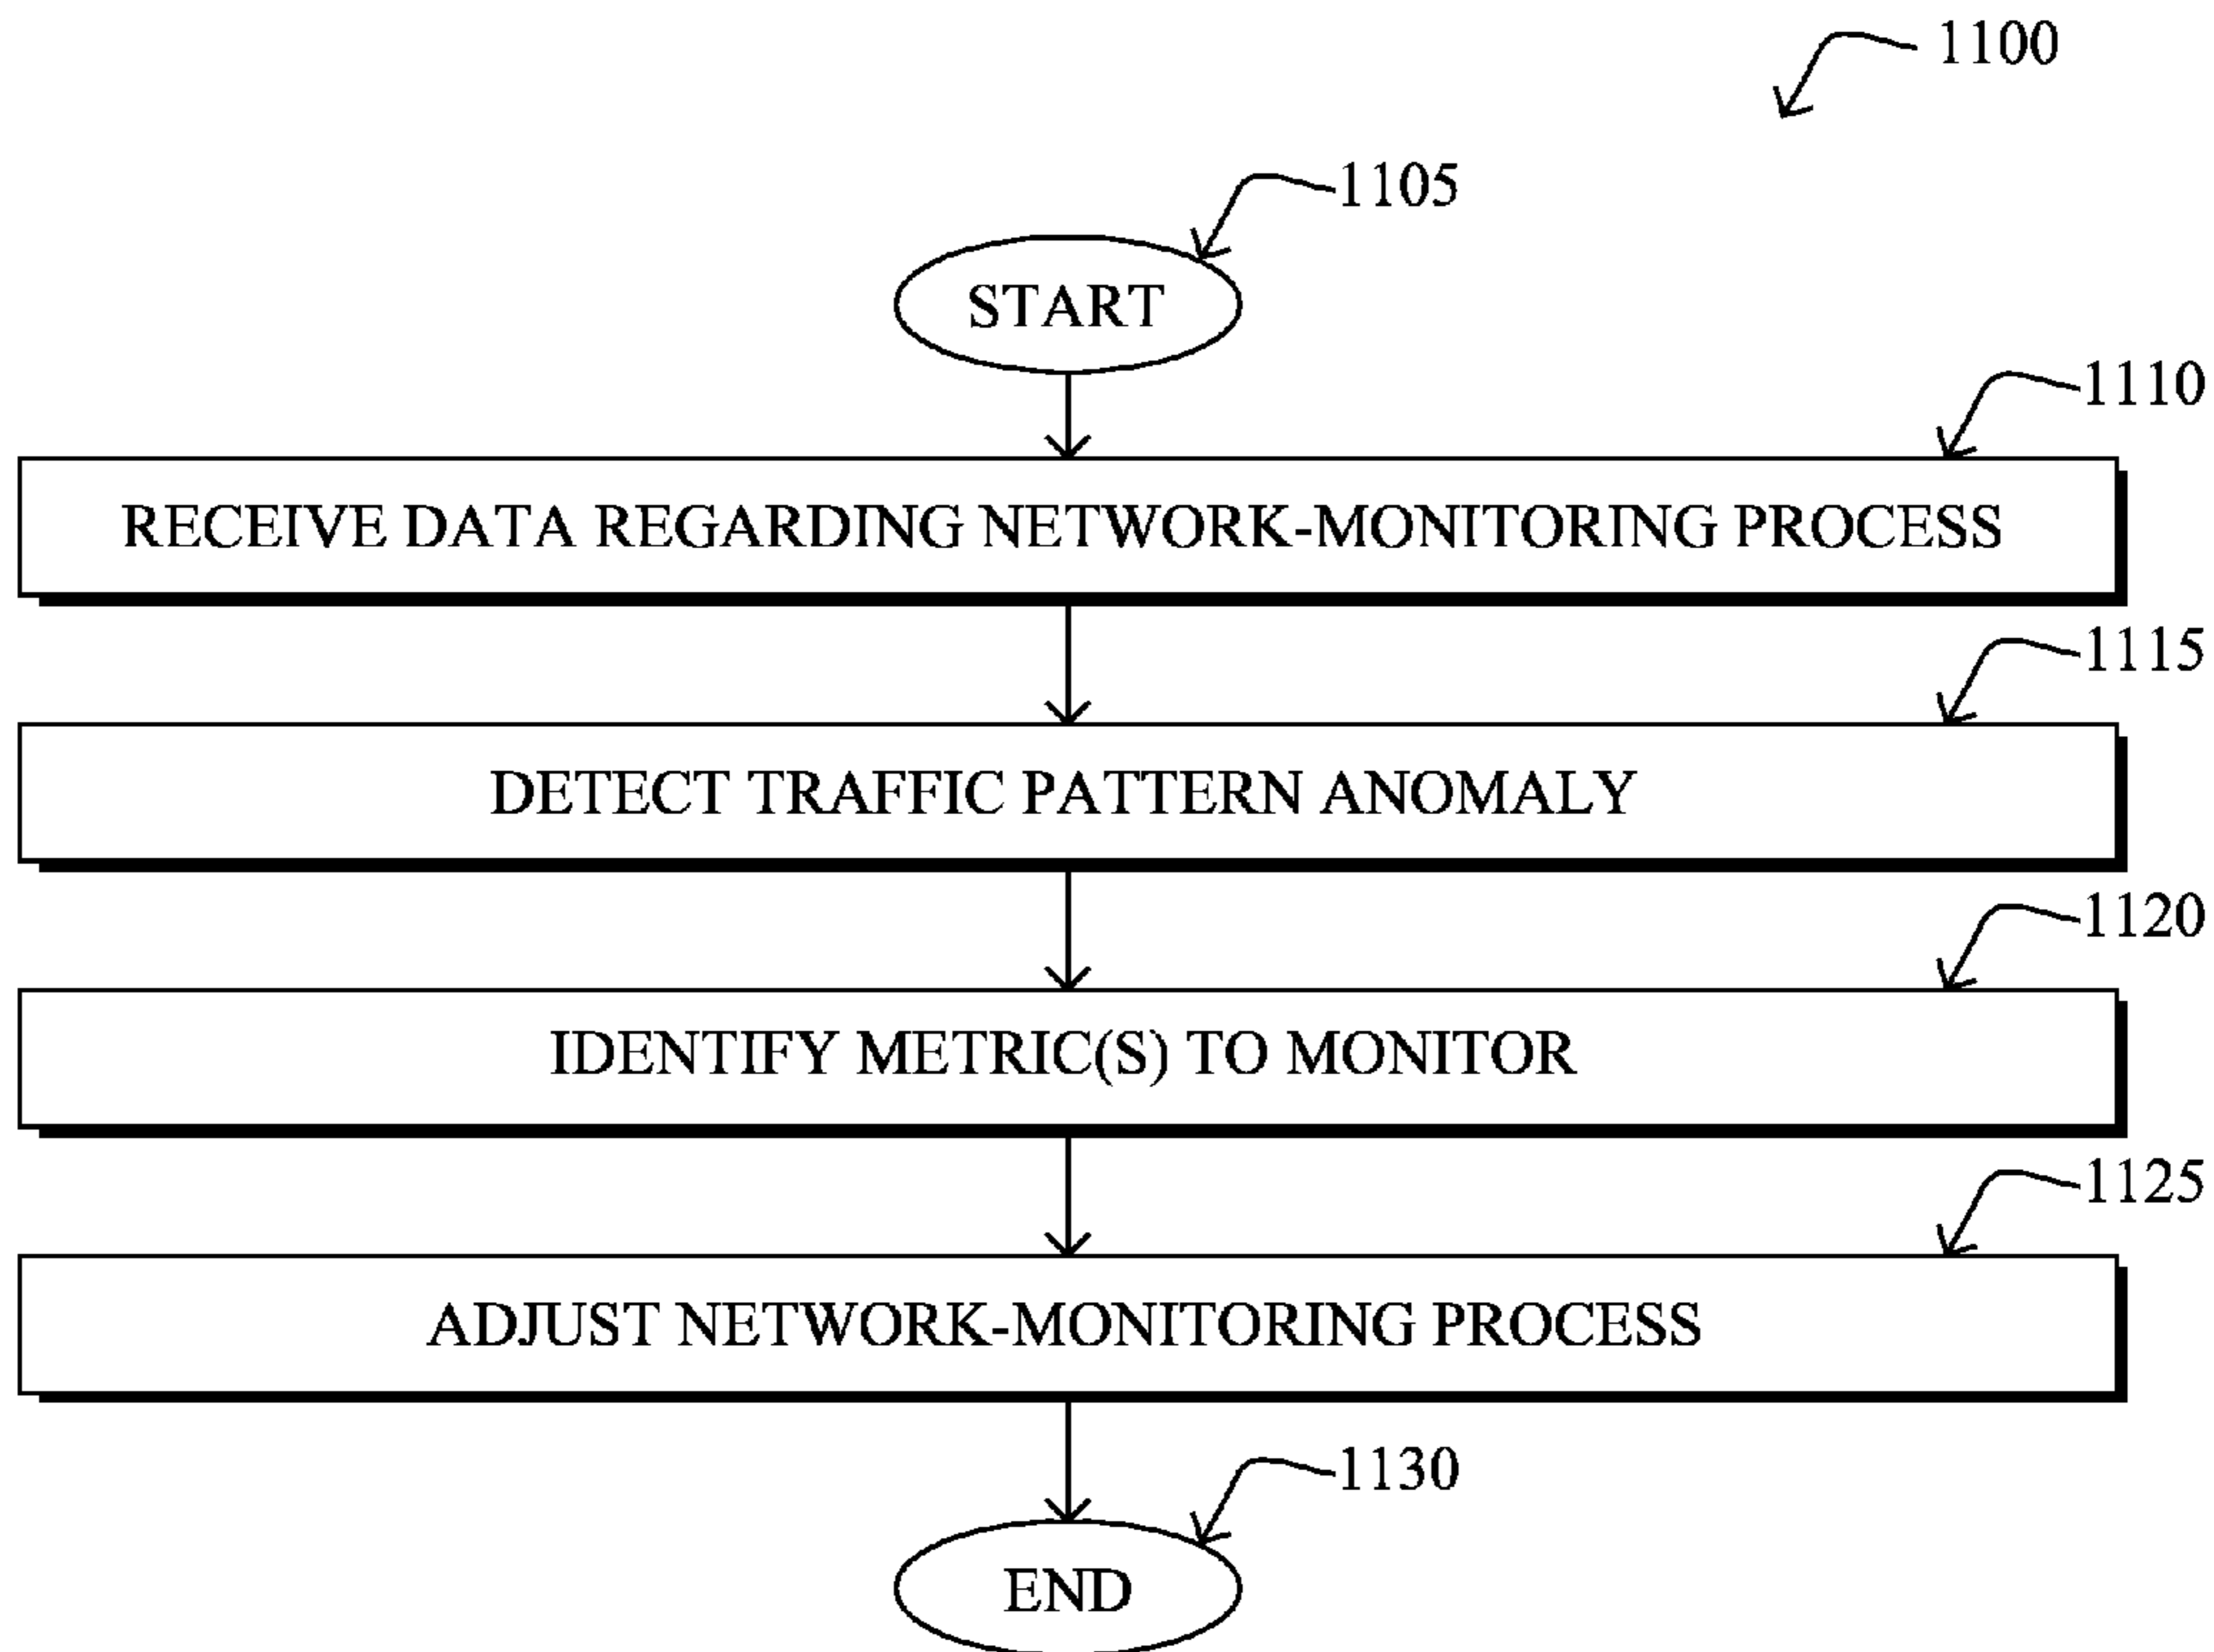 1100
1105
START
1110
RECEIVE DATA REGARDING NETWORK-MONITORING PROCESS
1115
DETECT TRAFFIC PATTERN ANOMALY
1120
IDENTIFY METRIC(S) TO MONITOR
1125
ADJUST NETWORK-MONITORING PROCESS
1130
END